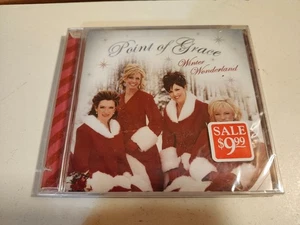 Point of Grace
Winter
Wonderland
SALE
$9.99